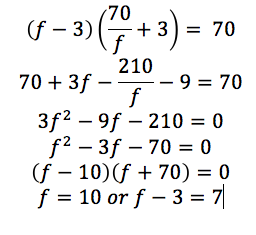 (f − 3)(70/f + 3) = 70
70 + 3f − 210/f − 9 = 70
3f² − 9f − 210 = 0
f² − 3f − 70 = 0
(f − 10)(f + 70) = 0
f = 10 or f − 3 = 7